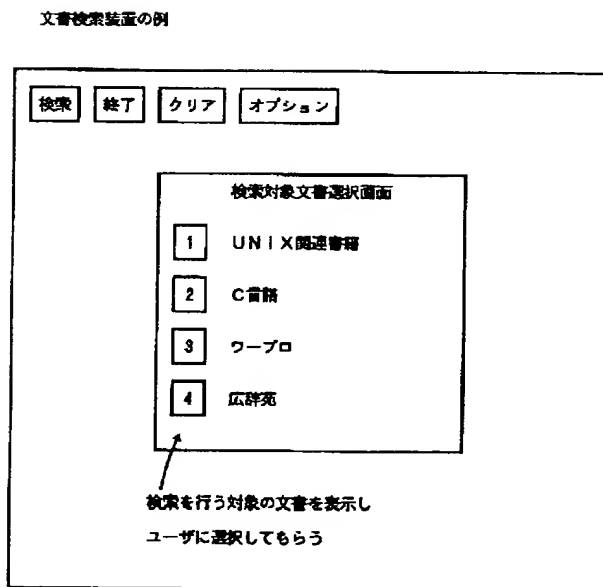 文書検索装置の例
検索 終了 クリア オプション
検索対象文書選択画面
1 UNIX関連書籍
2 C言語
3 ワープロ
4 広辞苑
検索を行う対象の文書を表示し
ユーザに選択してもらう